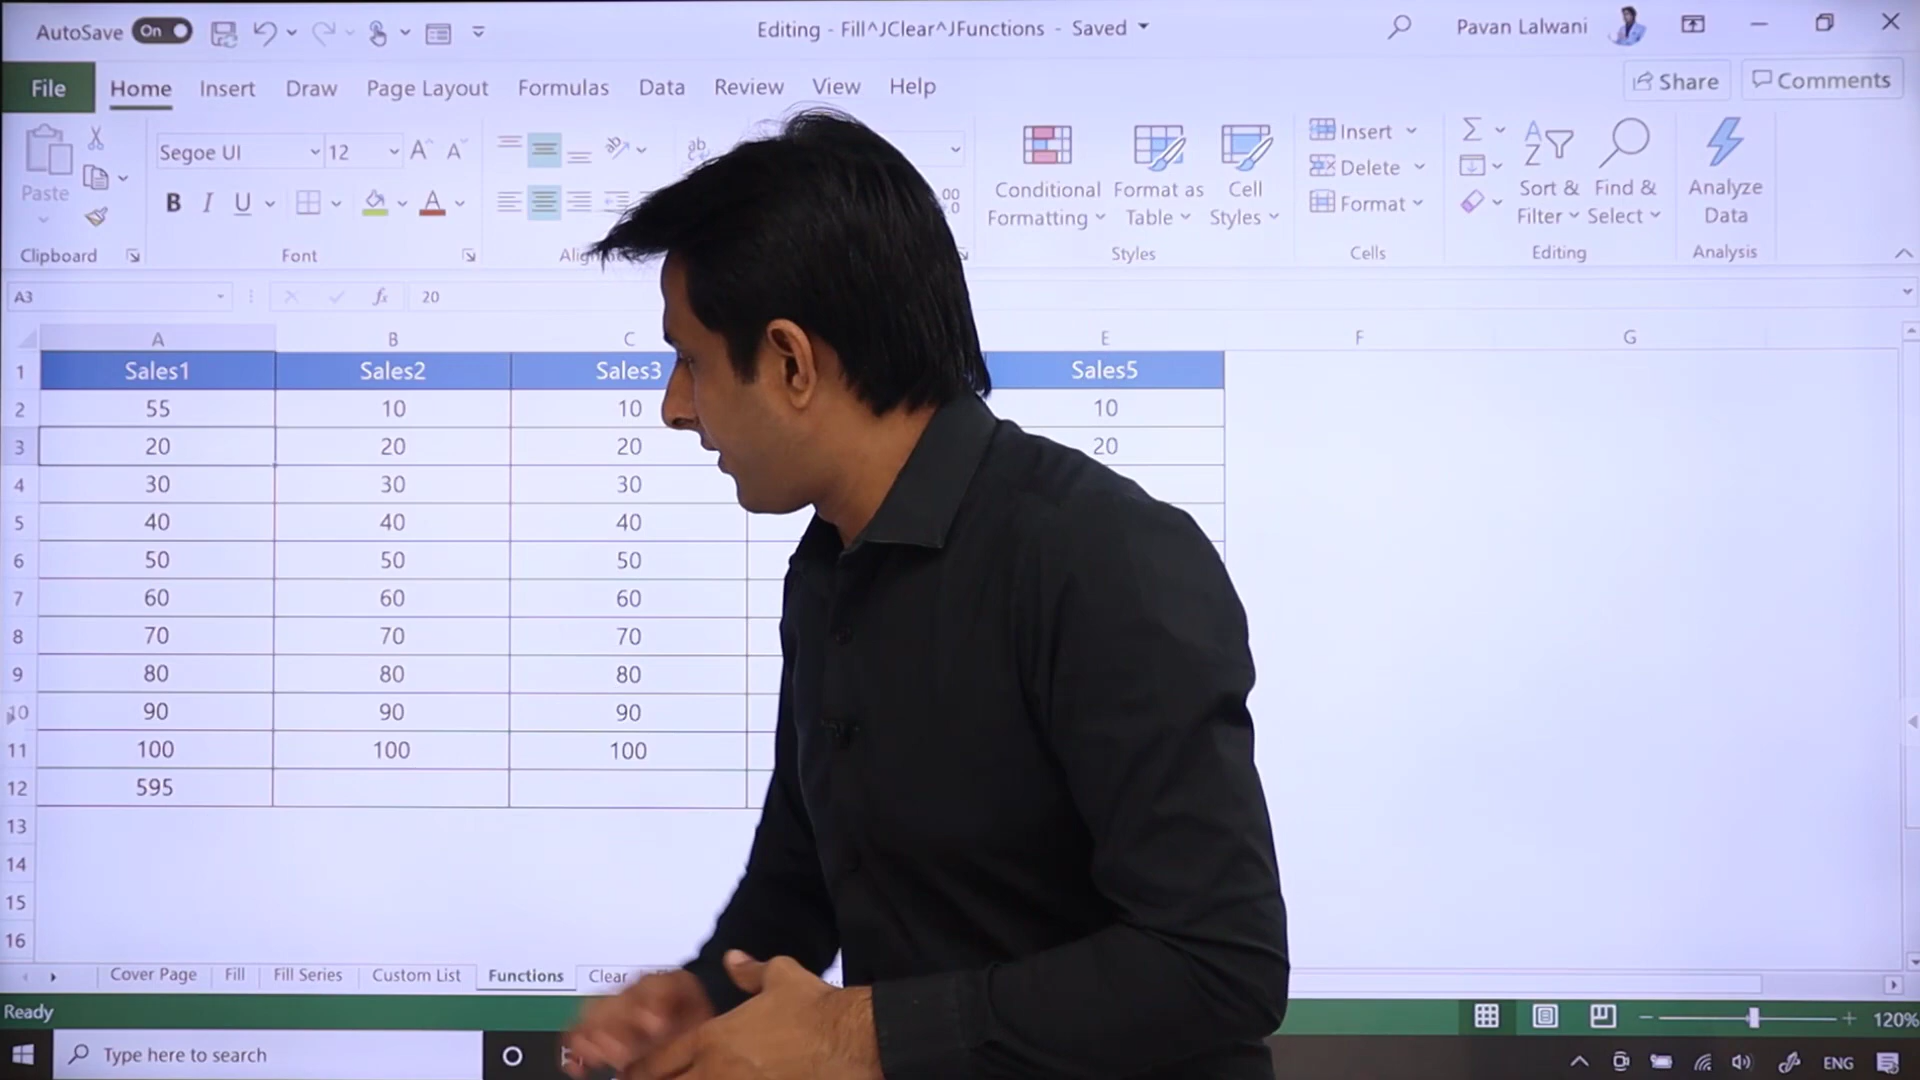 AutoSave On Editing - Fill^JClear^JFunctions - Saved Pavan Lalwani
File Home Insert Draw Page Layout Formulas Data Review View Help Share Comments
Paste Segoe UI 12 A A ab Conditional Formatting Format as Table Cell Styles Insert Delete Format Sort & Filter Find & Select Analyze Data
B I U A .00 0
Clipboard Font Styles Cells Editing Analysis
A3 fx 20
A B C E F G
1 Sales1 Sales2 Sales3 Sales5
2 55 10 10 10
3 20 20 20 20
4 30 30 30
5 40 40 40
6 50 50 50
7 60 60 60
8 70 70 70
9 80 80 80
10 90 90 90
11 100 100 100
12 595
13
14
15
16
Cover Page Fill Fill Series Custom List Functions Clear
Ready 120%
Type here to search ENG